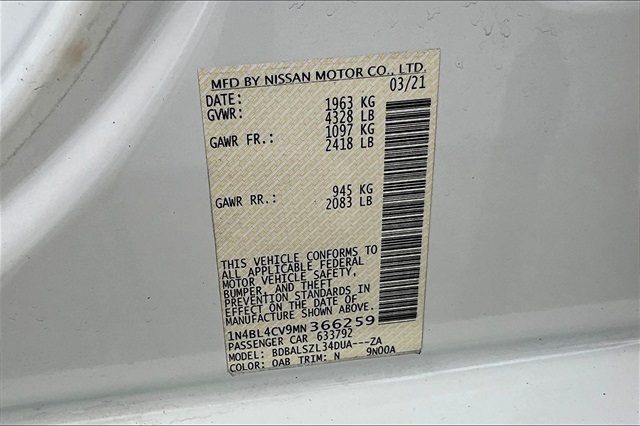 MFD BY NISSAN MOTOR CO., LTD.
DATE: 03/21
GVWR: 1963 KG
4328 LB
GAWR FR.: 1097 KG
2418 LB
GAWR RR.: 945 KG
2083 LB
THIS VEHICLE CONFORMS TO
ALL APPLICABLE FEDERAL
MOTOR VEHICLE SAFETY,
BUMPER, AND THEFT
PREVENTION STANDARDS IN
EFFECT ON THE DATE OF
MANUFACTURE SHOWN ABOVE.
1N4BL4CV9MN 366259
PASSENGER CAR 633792
MODEL: BDBALSZL34DUA---ZA
COLOR: QAB TRIM: N 9N00A